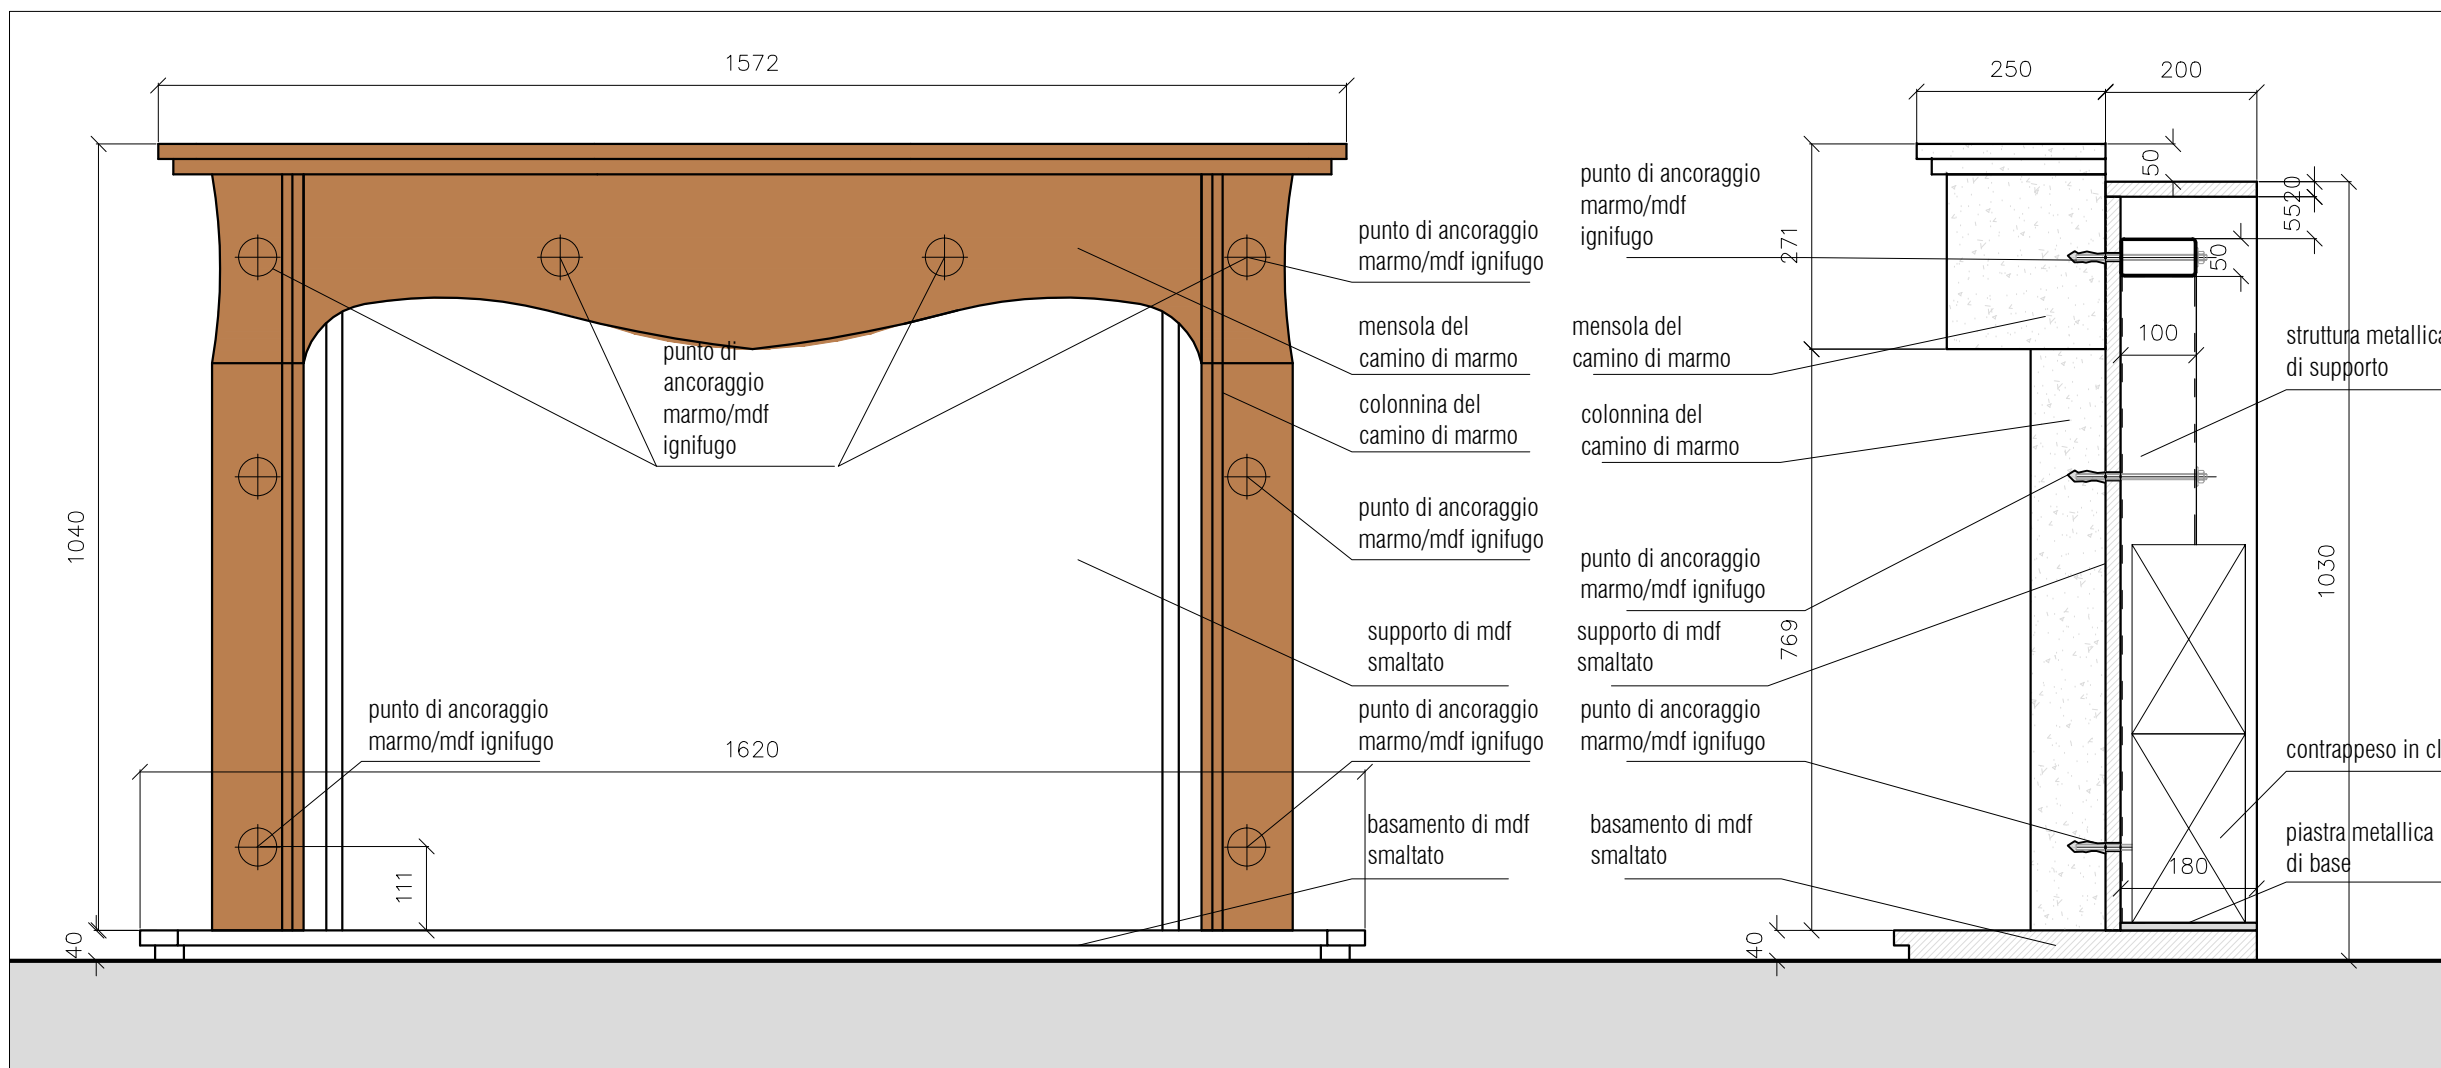 1572
250
200
50
punto di ancoraggio
marmo/mdf
ignifugo
5520
271
50
punto di ancoraggio
marmo/mdf ignifugo
mensola del
camino di marmo
mensola del
camino di marmo
100
struttura metallica
di supporto
punto di
ancoraggio
marmo/mdf
ignifugo
colonnina del
camino di marmo
colonnina del
camino di marmo
1040
punto di ancoraggio
marmo/mdf ignifugo
punto di ancoraggio
marmo/mdf ignifugo
1030
769
supporto di mdf
smaltato
supporto di mdf
smaltato
punto di ancoraggio
marmo/mdf ignifugo
1620
punto di ancoraggio
marmo/mdf ignifugo
punto di ancoraggio
marmo/mdf ignifugo
contrappeso in cl
basamento di mdf
smaltato
basamento di mdf
smaltato
piastra metallica
di base
180
111
40
40